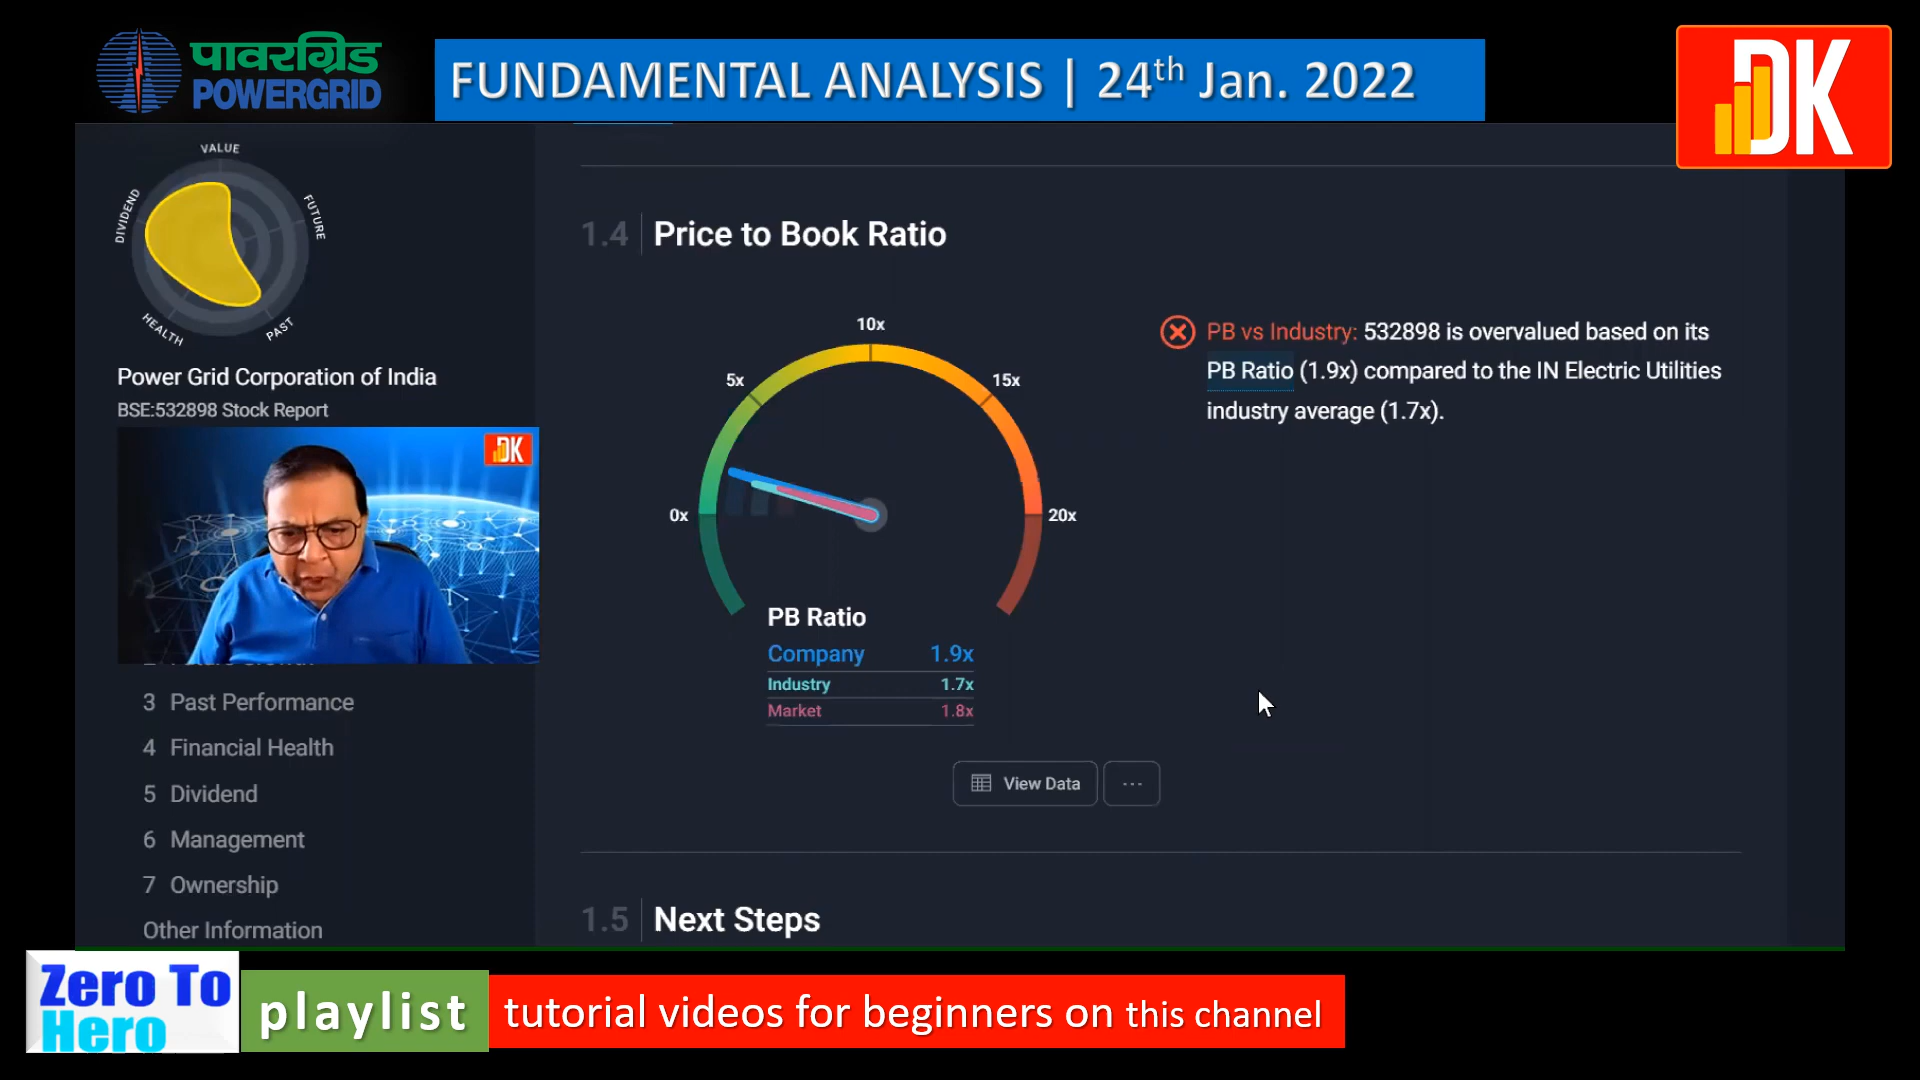 पावरग्रिड
POWERGRID
FUNDAMENTAL ANALYSIS | 24th Jan. 2022
DK
VALUE
FUTURE
PAST
HEALTH
DIVIDEND
Power Grid Corporation of India
BSE:532898 Stock Report
DK
3 Past Performance
4 Financial Health
5 Dividend
6 Management
7 Ownership
Other Information
1.4 Price to Book Ratio
0x
5x
10x
15x
20x
PB Ratio
Company 1.9x
Industry 1.7x
Market 1.8x
PB vs Industry: 532898 is overvalued based on its
PB Ratio (1.9x) compared to the IN Electric Utilities
industry average (1.7x).
View Data
...
1.5 Next Steps
Zero To
Hero
playlist
tutorial videos for beginners on this channel